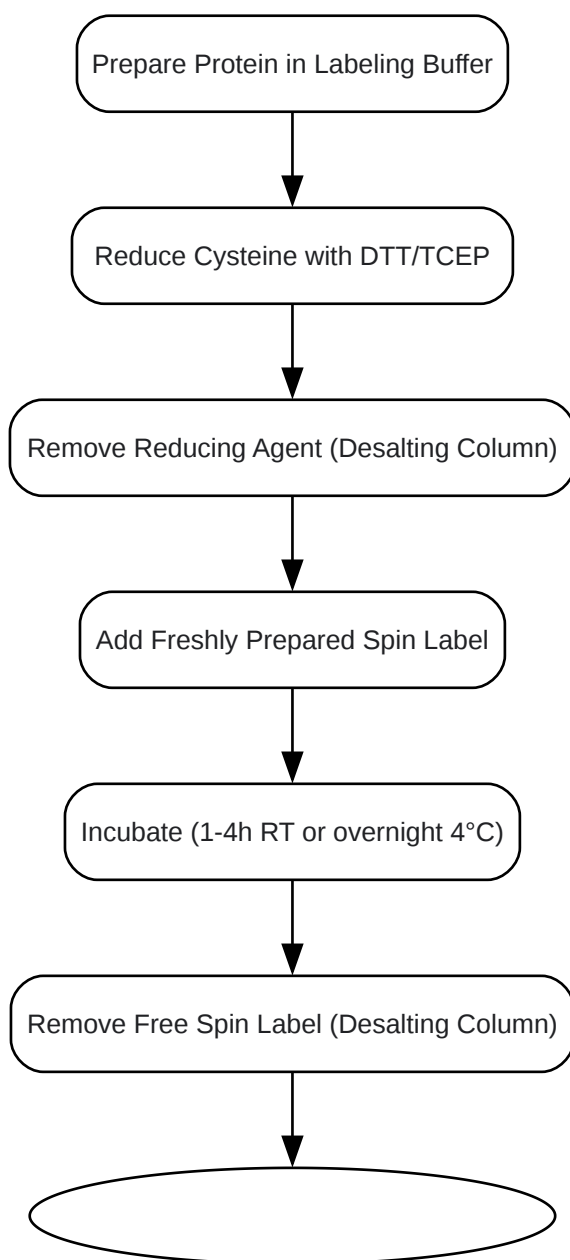 Prepare Protein in Labeling Buffer
Reduce Cysteine with DTT/TCEP
Remove Reducing Agent (Desalting Column)
Add Freshly Prepared Spin Label
Incubate (1-4h RT or overnight 4°C)
Remove Free Spin Label (Desalting Column)